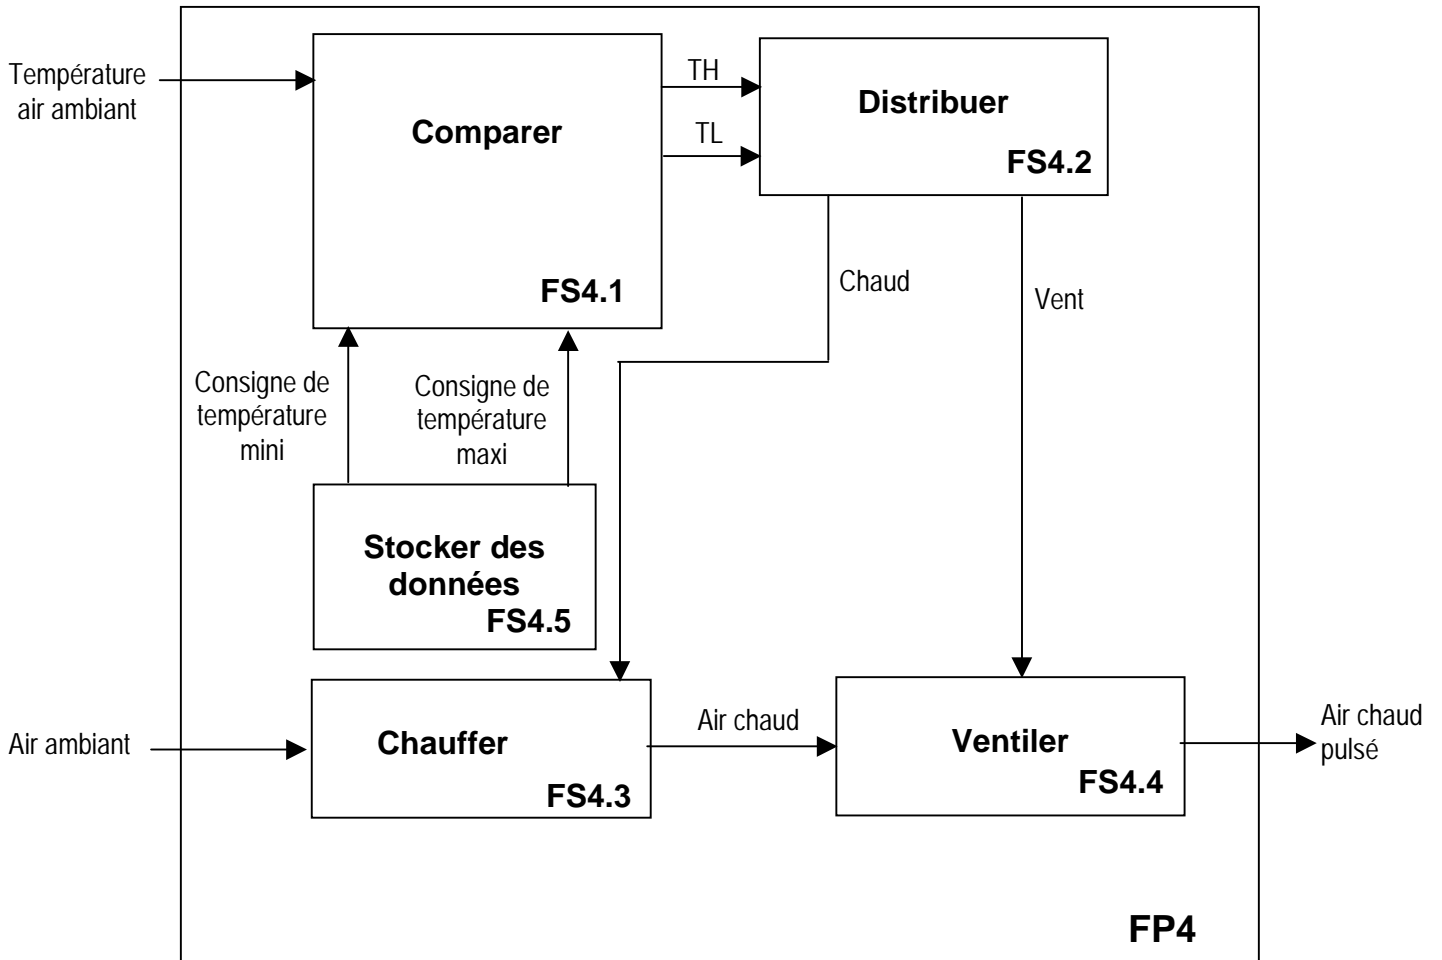 Température
air ambiant
Comparer
FS4.1
TH
TL
Distribuer
FS4.2
Chaud
Vent
Consigne de
température
mini
Consigne de
température
maxi
Stocker des
données
FS4.5
Air ambiant
Chauffer
FS4.3
Air chaud
Ventiler
FS4.4
Air chaud
pulsé
FP4